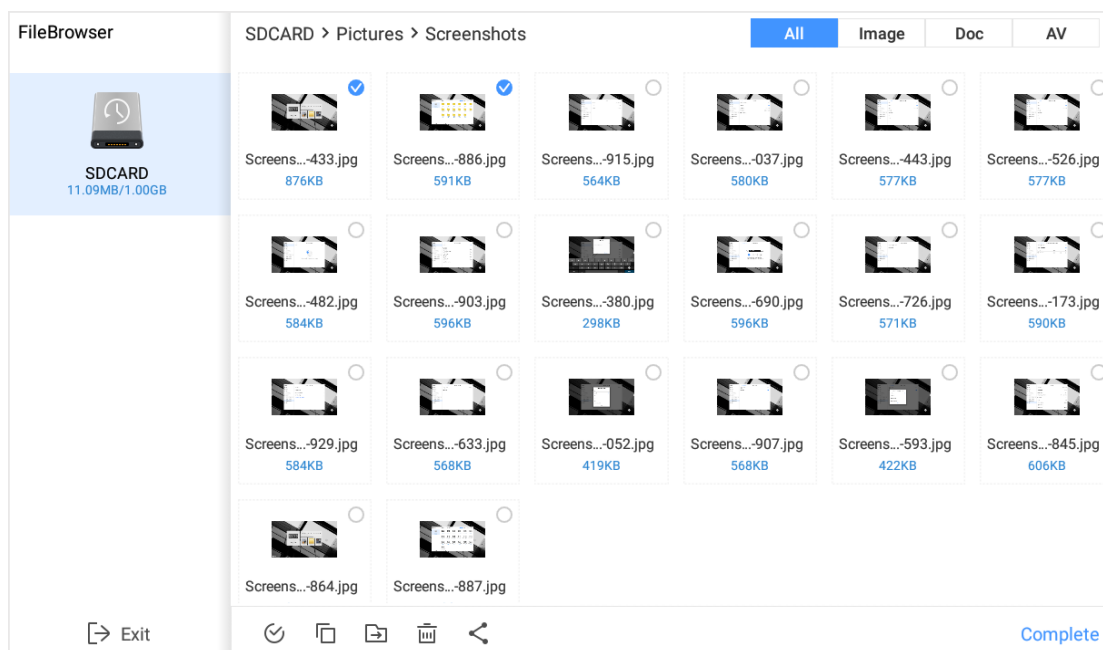 FileBrowser
SDCARD > Pictures > Screenshots
All
Image
Doc
AV
SDCARD
11.09MB/1.00GB
Screens...-433.jpg
876KB
Screens...-886.jpg
591KB
Screens...-915.jpg
564KB
Screens...-037.jpg
580KB
Screens...-443.jpg
577KB
Screens...-526.jpg
577KB
Screens...-482.jpg
584KB
Screens...-903.jpg
596KB
Screens...-380.jpg
298KB
Screens...-690.jpg
596KB
Screens...-726.jpg
571KB
Screens...-173.jpg
590KB
Screens...-929.jpg
584KB
Screens...-633.jpg
568KB
Screens...-052.jpg
419KB
Screens...-907.jpg
568KB
Screens...-593.jpg
422KB
Screens...-845.jpg
606KB
Screens...-864.jpg
Screens...-887.jpg
Exit
Complete